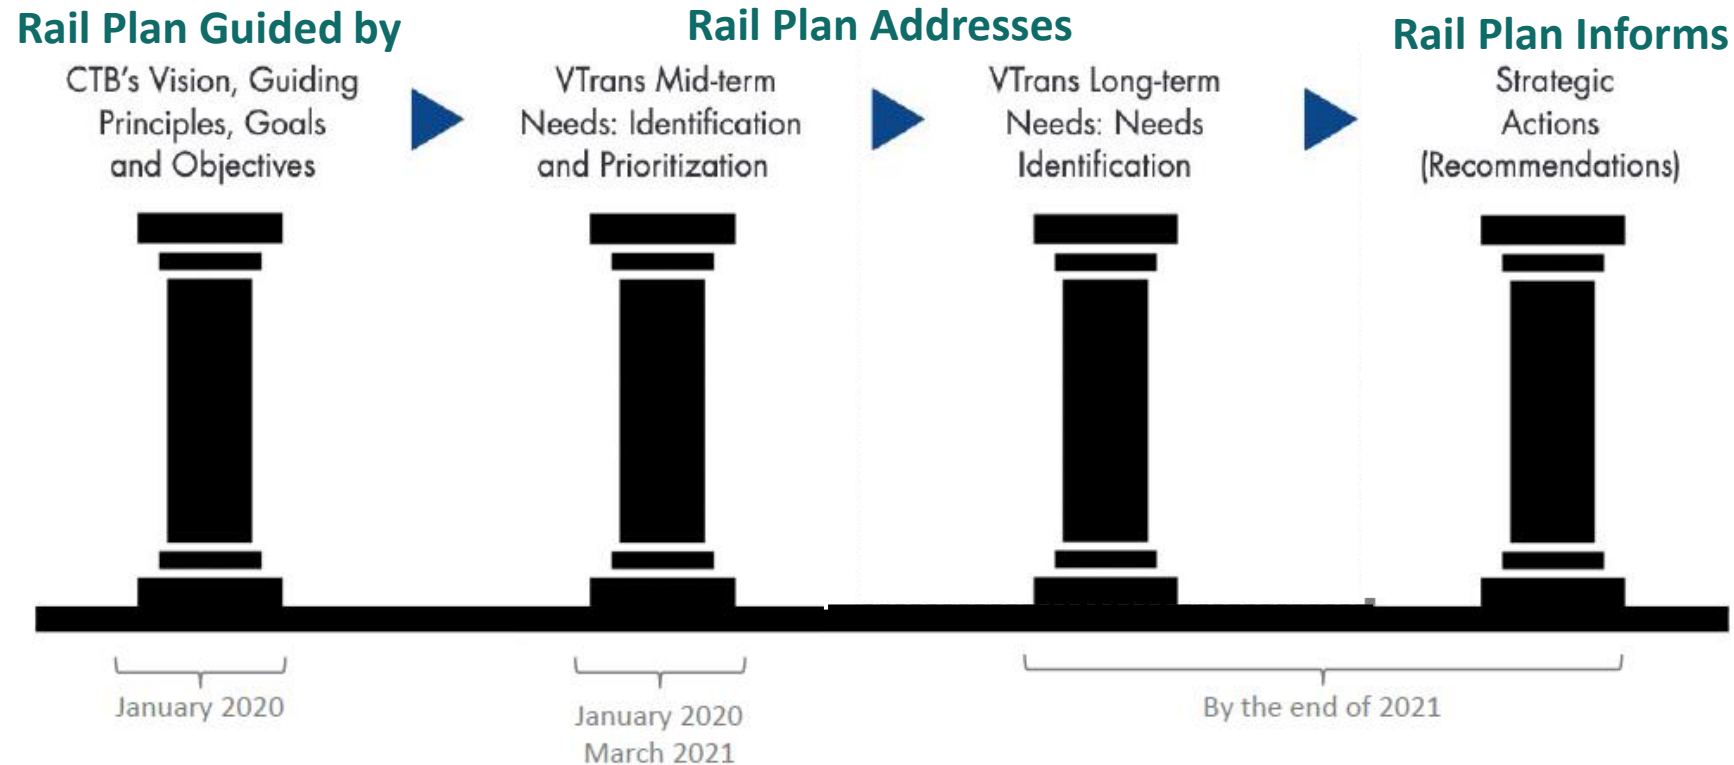 Rail Plan Guided by
CTB's Vision, Guiding
Principles, Goals
and Objectives
Rail Plan Addresses
VTrans Mid-term
Needs: Identification
and Prioritization
VTrans Long-term
Needs: Needs
Identification
Rail Plan Informs
Strategic
Actions
(Recommendations)
January 2020
January 2020
March 2021
By the end of 2021